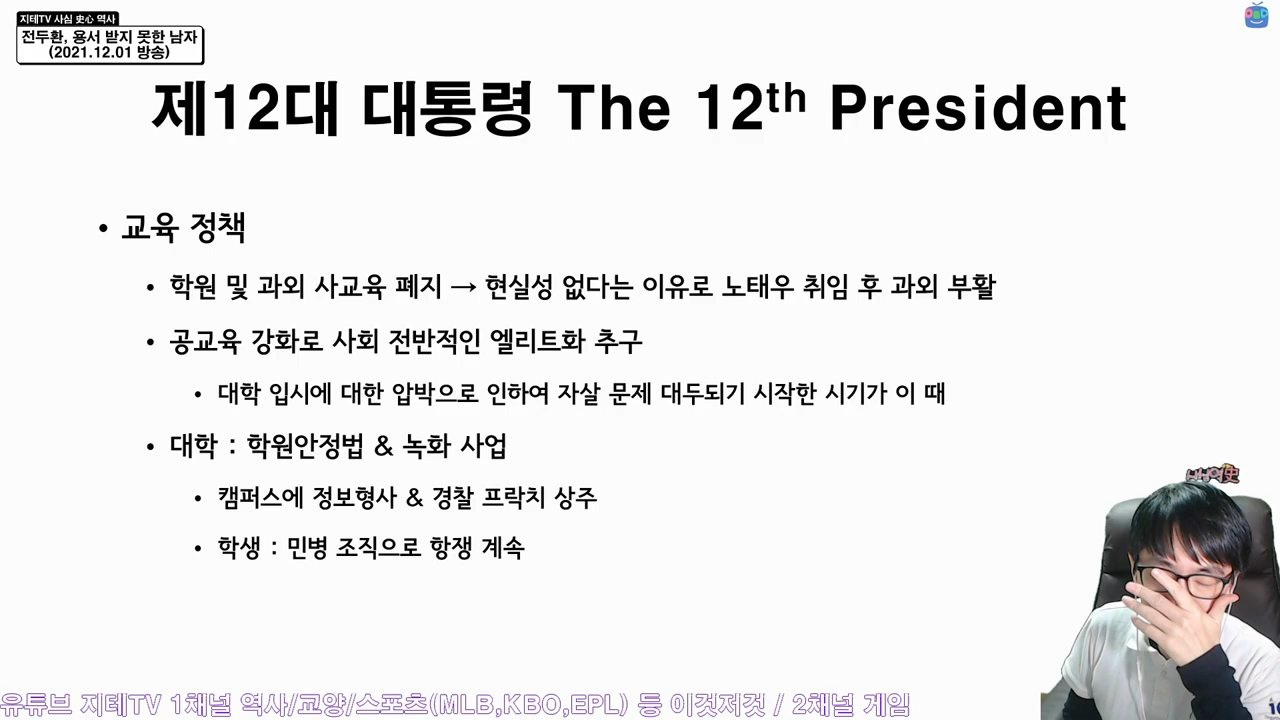 지테TV 사심 史心 역사
전두환, 용서 받지 못한 남자
(2021.12.01 방송)
제12대 대통령 The 12th President
• 교육 정책
• 학원 및 과외 사교육 폐지 → 현실성 없다는 이유로 노태우 취임 후 과외 부활
• 공교육 강화로 사회 전반적인 엘리트화 추구
• 대학 입시에 대한 압박으로 인하여 자살 문제 대두되기 시작한 시기가 이 때
• 대학 : 학원안정법 & 녹화 사업
• 캠퍼스에 정보형사 & 경찰 프락치 상주
• 학생 : 민병 조직으로 항쟁 계속
유튜브 지테TV 1채널 역사/교양/스포츠(MLB,KBO,EPL) 등 이것저것 / 2채널 게임